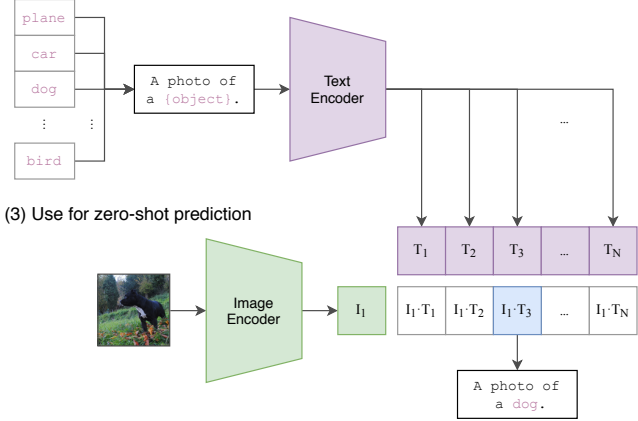 plane
car
dog
⋮ ⋮
bird
A photo of
a {object}.
Text
Encoder
...
(3) Use for zero-shot prediction
T1 T2 T3 ... TN
Image
Encoder
I1
I1·T1 I1·T2 I1·T3 ... I1·TN
A photo of
a dog.